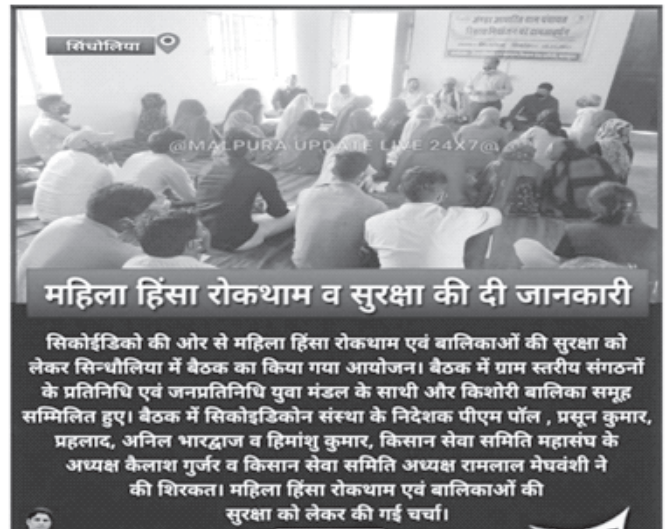 सिंधोलिया
@MALPURA UPDATE LIVE 24X7@
महिला हिंसा रोकथाम व सुरक्षा की दी जानकारी
सिकोईडिको की ओर से महिला हिंसा रोकथाम एवं बालिकाओं की सुरक्षा को
लेकर सिन्धौलिया में बैठक का किया गया आयोजन। बैठक में ग्राम स्तरीय संगठनों
के प्रतिनिधि एवं जनप्रतिनिधि युवा मंडल के साथी और किशोरी बालिका समूह
सम्मिलित हुए। बैठक में सिकोइडिकोन संस्था के निदेशक पीएम पॉल , प्रसून कुमार,
प्रहलाद, अनिल भारद्वाज व हिमांशु कुमार, किसान सेवा समिति महासंघ के
अध्यक्ष कैलाश गुर्जर व किसान सेवा समिति अध्यक्ष रामलाल मेघवंशी ने
की शिरकत। महिला हिंसा रोकथाम एवं बालिकाओं की
सुरक्षा को लेकर की गई चर्चा।